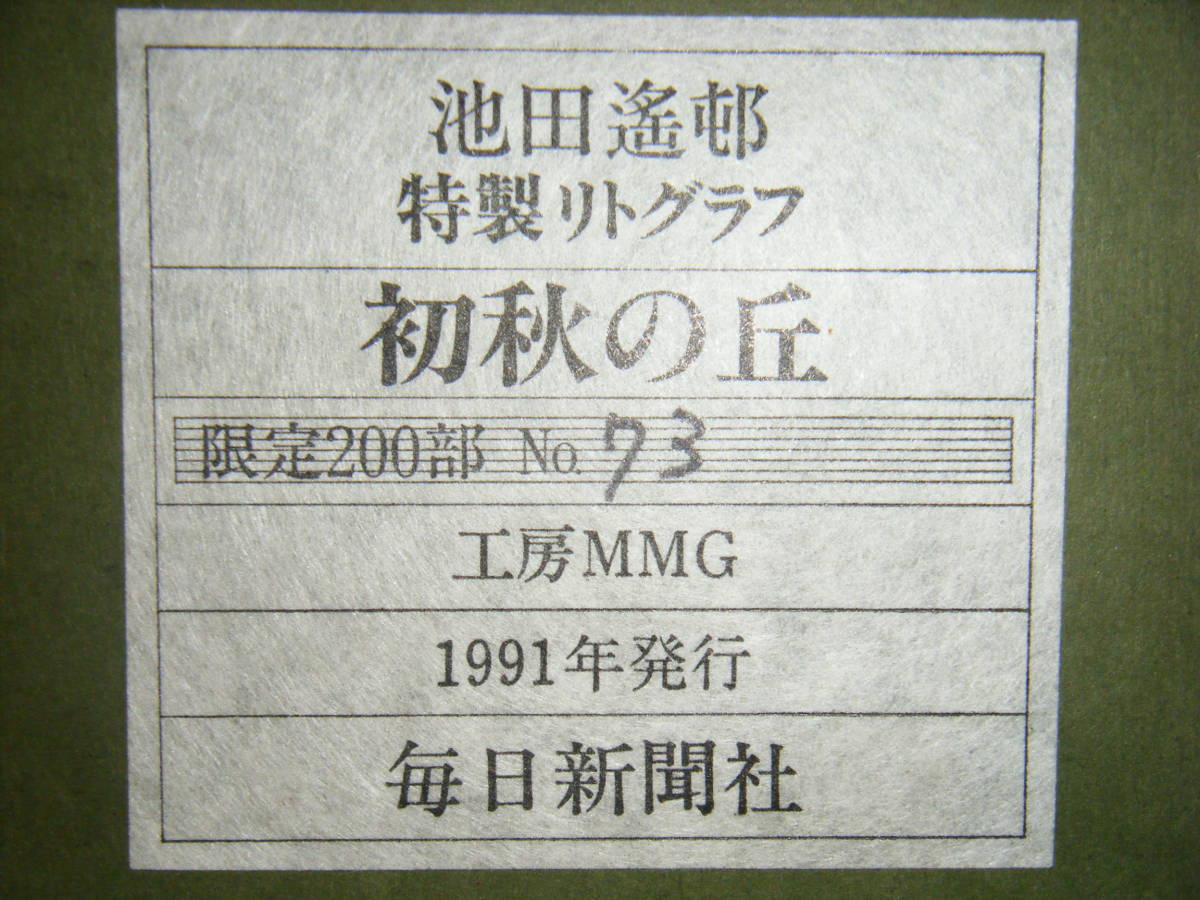 池田遙邨
特製リトグラフ
初秋の丘
限定200部 No. 73
工房MMG
1991年発行
毎日新聞社